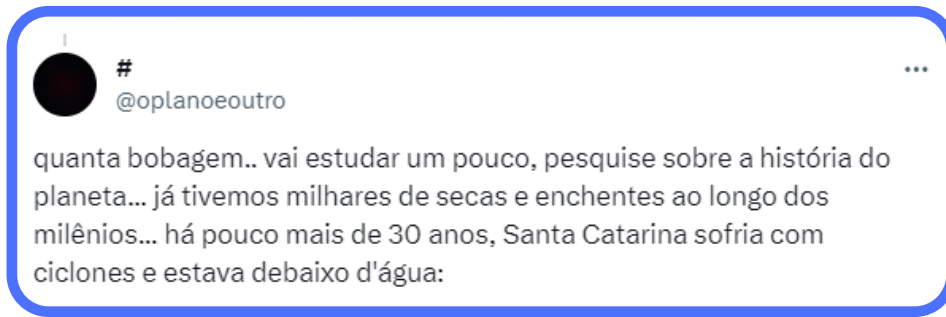 #
@oplanoeoutro
quanta bobagem.. vai estudar um pouco, pesquise sobre a história do
planeta... já tivemos milhares de secas e enchentes ao longo dos
milênios... há pouco mais de 30 anos, Santa Catarina sofria com
ciclones e estava debaixo d'água: